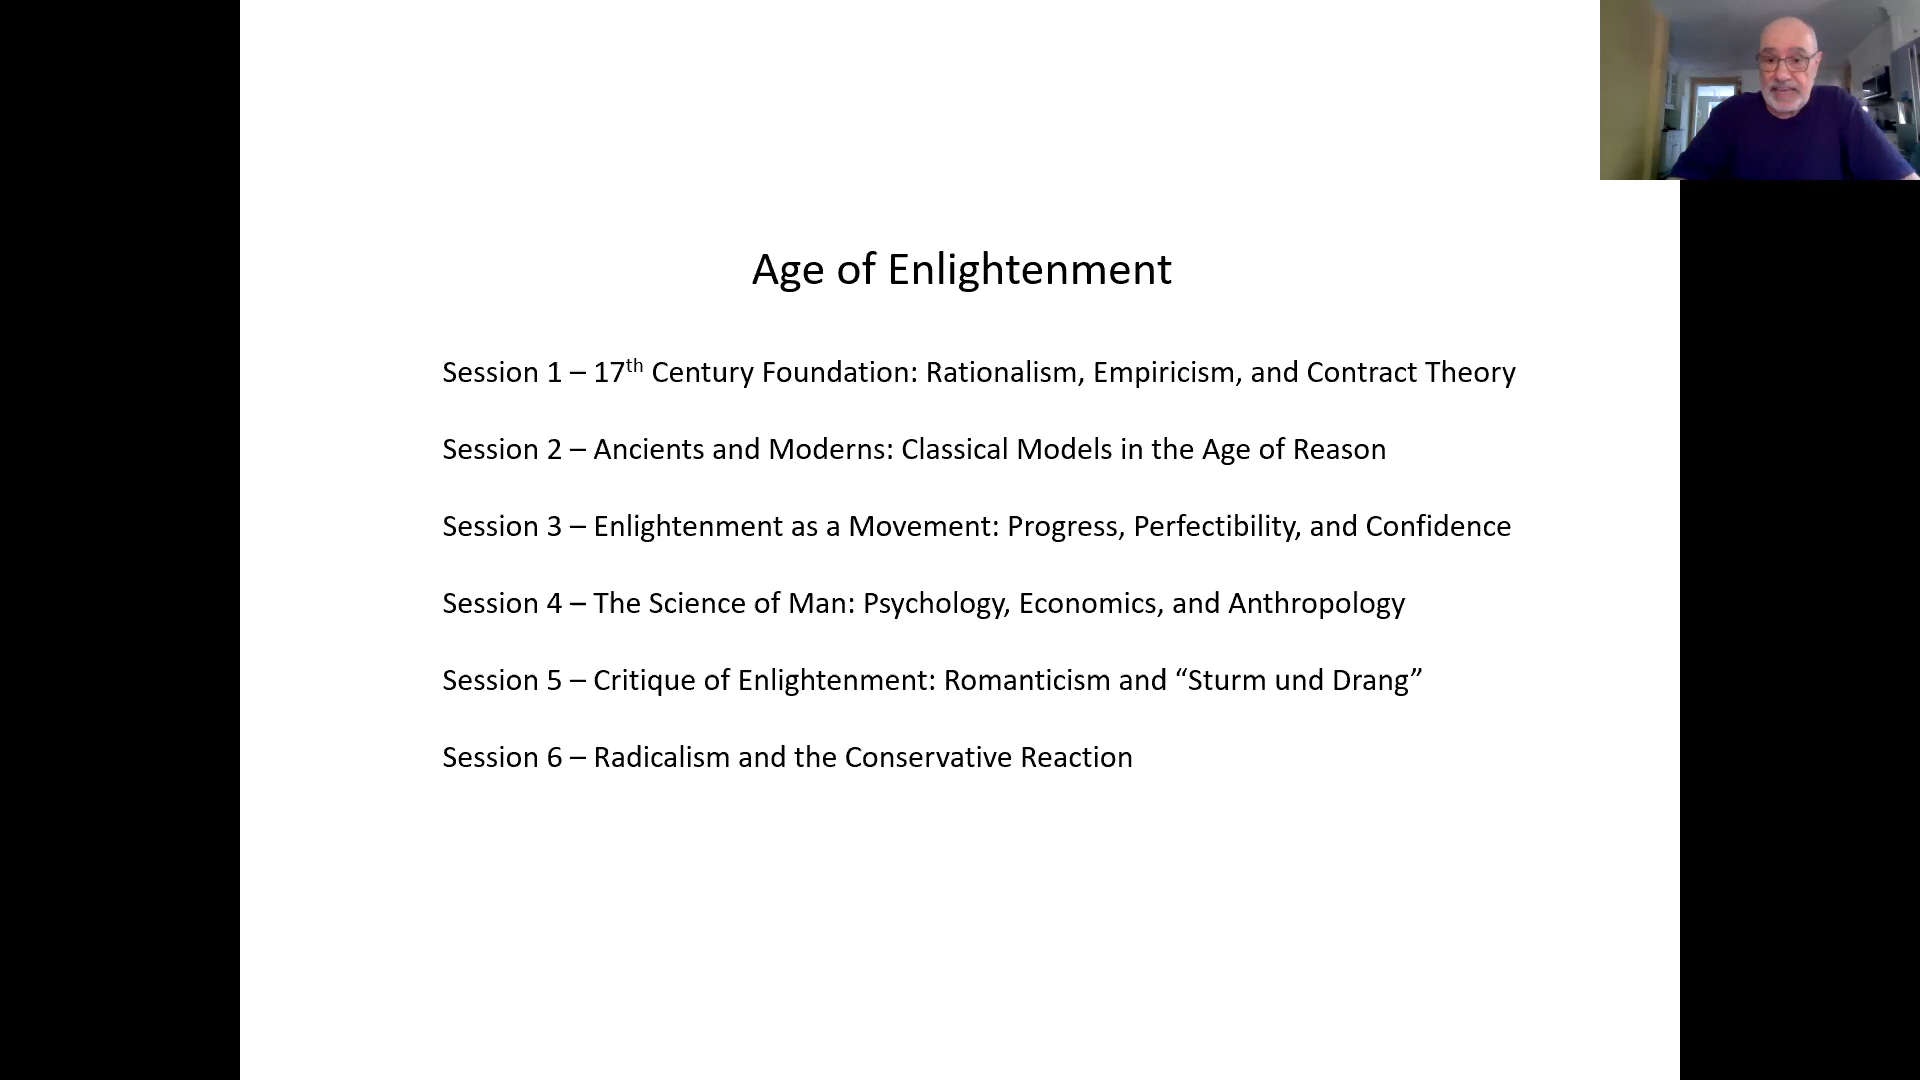 Age of Enlightenment
Session 1 – 17th Century Foundation: Rationalism, Empiricism, and Contract Theory
Session 2 – Ancients and Moderns: Classical Models in the Age of Reason
Session 3 – Enlightenment as a Movement: Progress, Perfectibility, and Confidence
Session 4 – The Science of Man: Psychology, Economics, and Anthropology
Session 5 – Critique of Enlightenment: Romanticism and “Sturm und Drang”
Session 6 – Radicalism and the Conservative Reaction